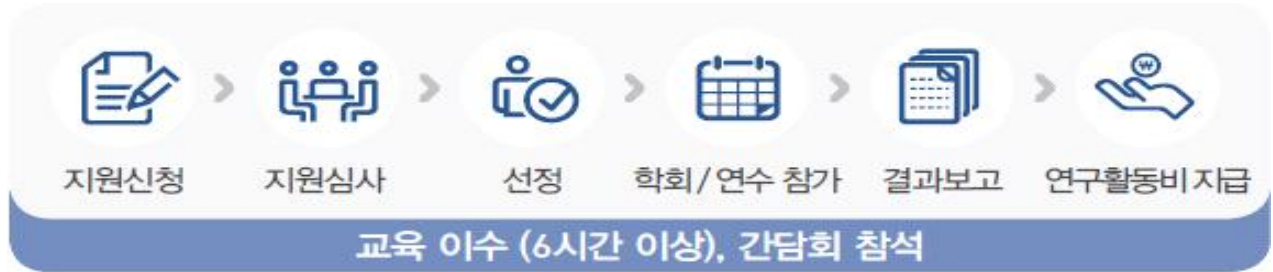 지원신청 지원심사 선정 학회/연수 참가 결과보고 연구활동비 지급
교육 이수 (6시간 이상), 간담회 참석